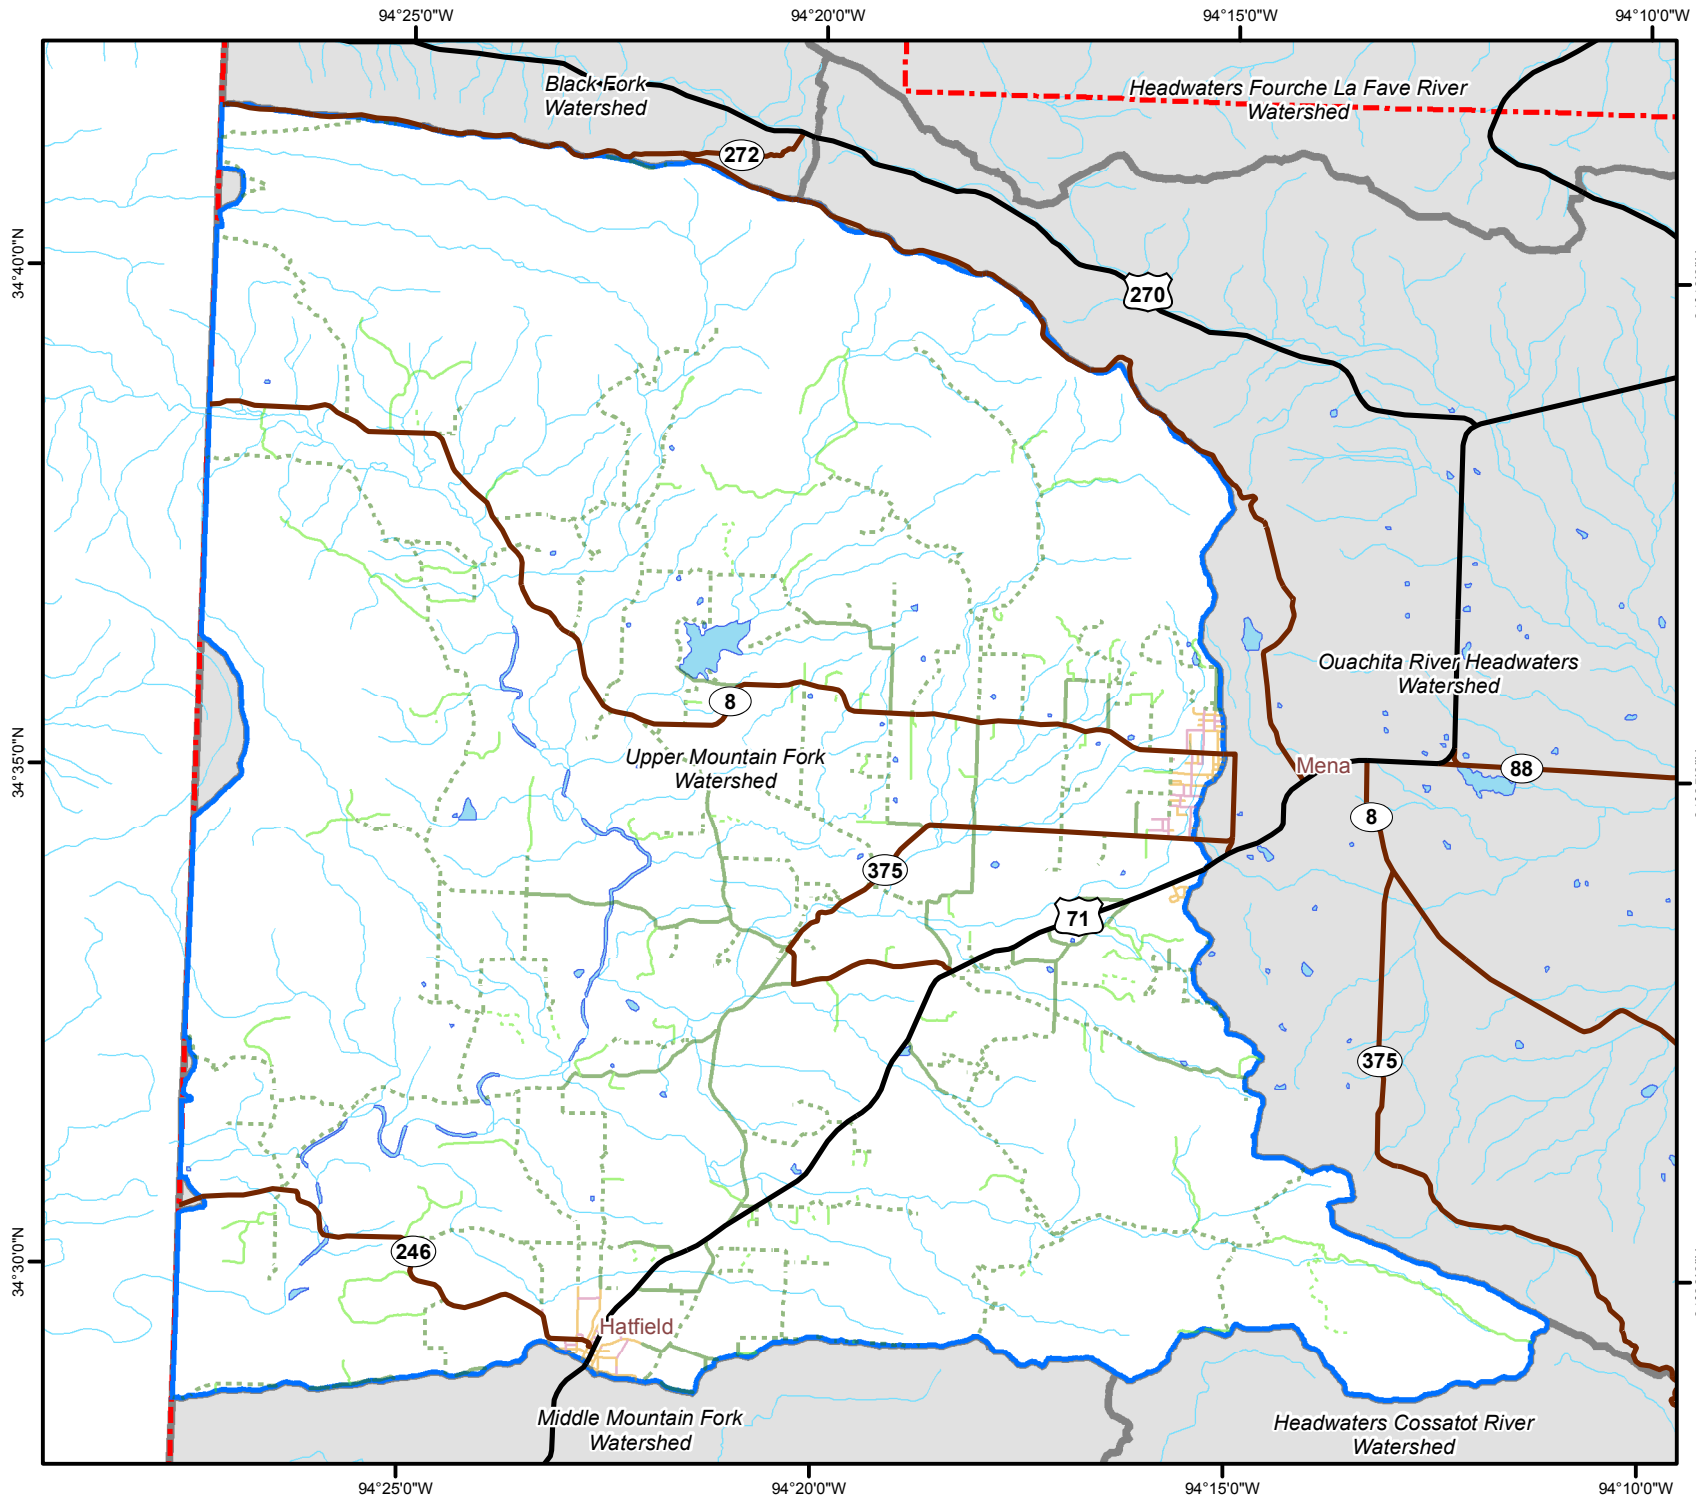 94°25'0"W
94°20'0"W
94°15'0"W
94°10'0"W
Black Fork
Watershed
Headwaters Fourche La Fave River
Watershed
272
34°40'0"N
270
Ouachita River Headwaters
Watershed
8
Upper Mountain Fork
Watershed
34°35'0"N
Mena
88
8
375
71
375
246
34°30'0"N
Hatfield
Middle Mountain Fork
Watershed
Headwaters Cossatot River
Watershed
94°25'0"W
94°20'0"W
94°15'0"W
94°10'0"W